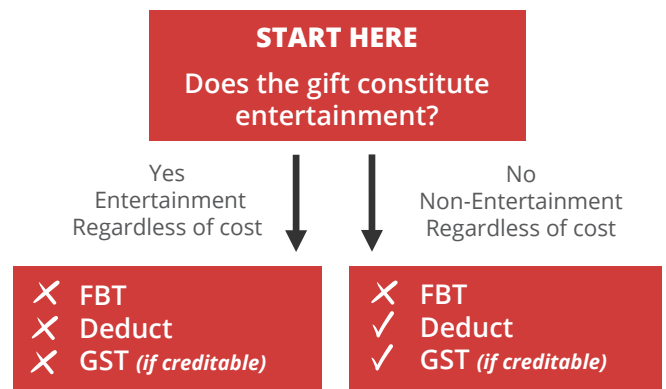 START HERE
Does the gift constitute
entertainment?
Yes
Entertainment
Regardless of cost
No
Non-Entertainment
Regardless of cost
✗ FBT
✗ Deduct
✗ GST (if creditable)
✗ FBT
✓ Deduct
✓ GST (if creditable)